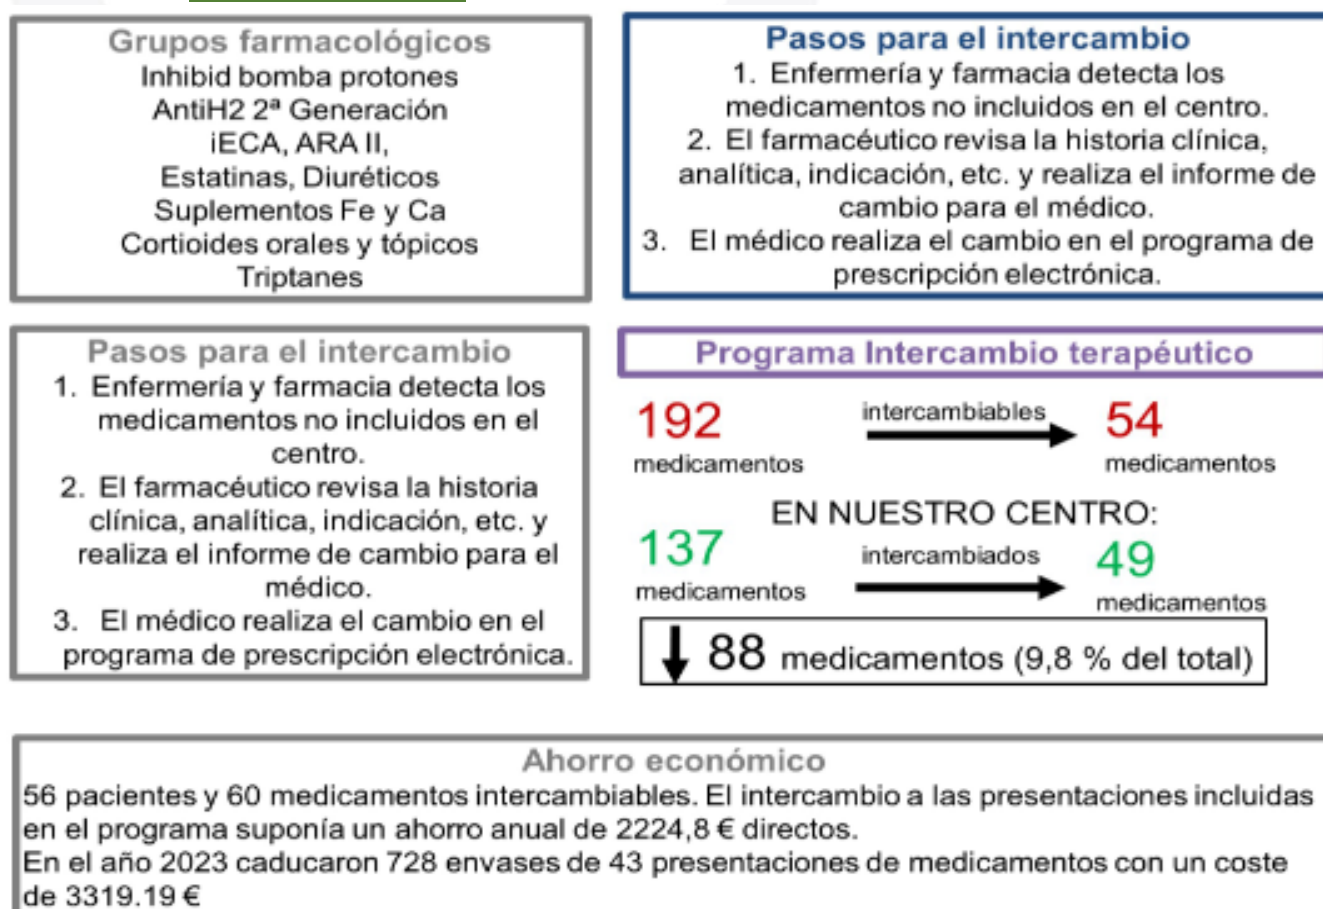 Grupos farmacológicos
Inhibid bomba protones
AntiH2 2ª Generación
iECA, ARA II,
Estatinas, Diuréticos
Suplementos Fe y Ca
Cortioides orales y tópicos
Triptanes
Pasos para el intercambio
1. Enfermería y farmacia detecta los
medicamentos no incluidos en el centro.
2. El farmacéutico revisa la historia clínica,
analítica, indicación, etc. y realiza el informe de
cambio para el médico.
3. El médico realiza el cambio en el programa de
prescripción electrónica.
Pasos para el intercambio
1. Enfermería y farmacia detecta los
medicamentos no incluidos en el
centro.
2. El farmacéutico revisa la historia
clínica, analítica, indicación, etc. y
realiza el informe de cambio para el
médico.
3. El médico realiza el cambio en el
programa de prescripción electrónica.
Programa Intercambio terapéutico
192 intercambiables 54
medicamentos medicamentos
EN NUESTRO CENTRO:
137 intercambiados 49
medicamentos medicamentos
88 medicamentos (9,8 % del total)
Ahorro económico
56 pacientes y 60 medicamentos intercambiables. El intercambio a las presentaciones incluidas
en el programa suponía un ahorro anual de 2224,8 € directos.
En el año 2023 caducaron 728 envases de 43 presentaciones de medicamentos con un coste
de 3319.19 €